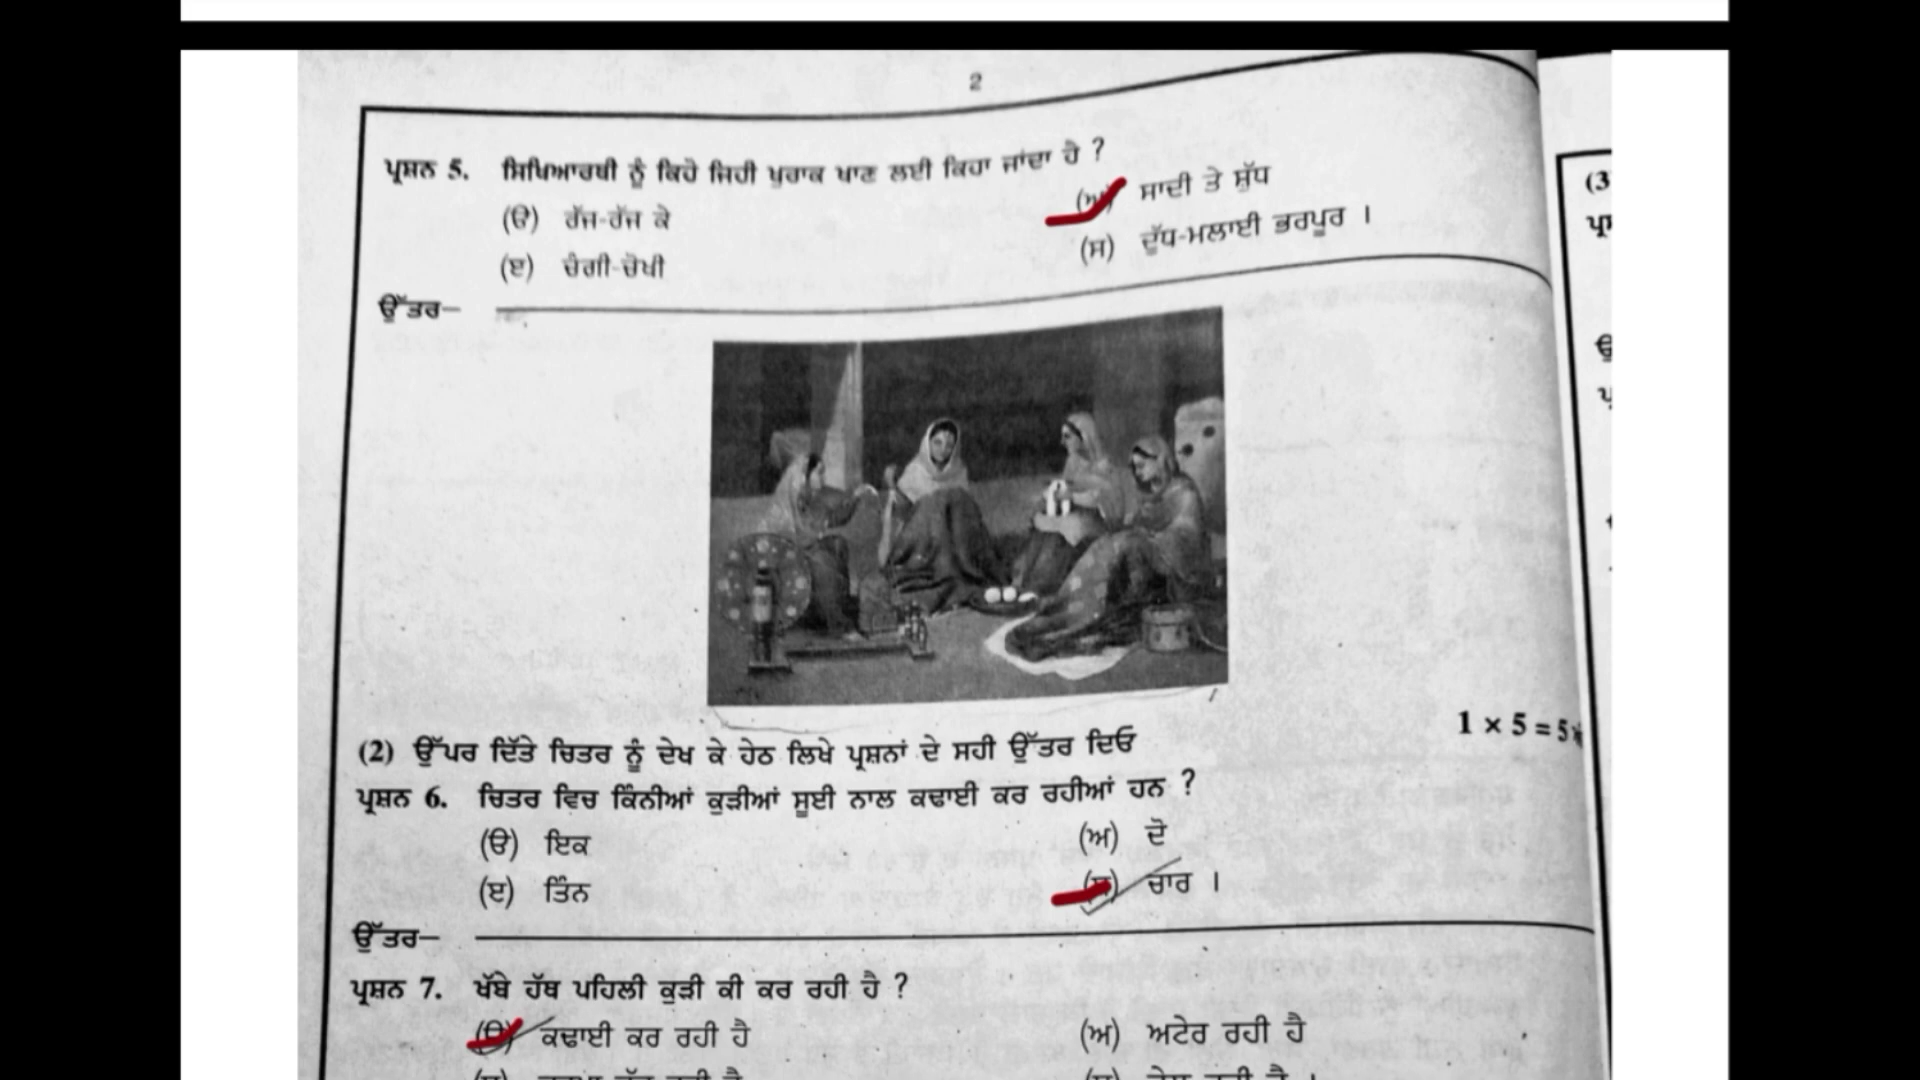 2
ਪ੍ਰਸ਼ਨ 5. ਸਿਖਿਆਰਥੀ ਨੂੰ ਕਿਹੋ ਜਿਹੀ ਖ਼ੁਰਾਕ ਖਾਣ ਲਈ ਕਿਹਾ ਜਾਂਦਾ ਹੈ ?
(ੳ) ਰੱਜ-ਰੱਜ ਕੇ (ਅ) ਸਾਦੀ ਤੇ ਸ਼ੁੱਧ
(ੲ) ਚੰਗੀ-ਚੋਖੀ (ਸ) ਦੁੱਧ-ਮਲਾਈ ਭਰਪੂਰ ।
ਉੱਤਰ—
1 × 5 = 5
(2) ਉੱਪਰ ਦਿੱਤੇ ਚਿਤਰ ਨੂੰ ਦੇਖ ਕੇ ਹੇਠ ਲਿਖੇ ਪ੍ਰਸ਼ਨਾਂ ਦੇ ਸਹੀ ਉੱਤਰ ਦਿਓ
ਪ੍ਰਸ਼ਨ 6. ਚਿਤਰ ਵਿਚ ਕਿੰਨੀਆਂ ਕੁੜੀਆਂ ਸੂਈ ਨਾਲ ਕਢਾਈ ਕਰ ਰਹੀਆਂ ਹਨ ?
(ੳ) ਇਕ (ਅ) ਦੋ
(ੲ) ਤਿੰਨ (ਸ) ਚਾਰ ।
ਉੱਤਰ—
ਪ੍ਰਸ਼ਨ 7. ਖੱਬੇ ਹੱਥ ਪਹਿਲੀ ਕੁੜੀ ਕੀ ਕਰ ਰਹੀ ਹੈ ?
(ੳ) ਕਢਾਈ ਕਰ ਰਹੀ ਹੈ (ਅ) ਅਟੇਰ ਰਹੀ ਹੈ
(3